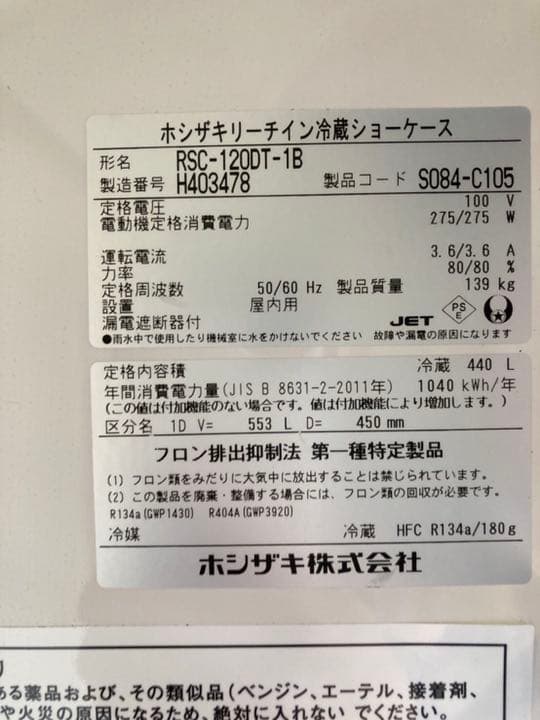 ホシザキリーチイン冷蔵ショーケース
形名 RSC-120DT-1B
製造番号 H403478 製品コード S084-C105
定格電圧 100 V
電動機定格消費電力 275/275 W
運転電流 3.6/3.6 A
力率 80/80 %
定格周波数 50/60 Hz 製品質量 139 kg
設置 屋内用
漏電遮断器付 JET PSE
●雨水中で使用したり機械室に水をかけないでください 故障や漏電の原因になります
定格内容積 冷蔵 440 L
年間消費電力量(JIS B 8631-2-2011年) 1040 kWh/年
(この値は付加機能のない場合です。値は付加機能により増加します。)
区分名 1D V= 553 L D= 450 mm
フロン排出抑制法 第一種特定製品
(1) フロン類をみだりに大気中に放出することは禁じられています。
(2) この製品を廃棄・整備する場合には、フロン類の回収が必要です。
R134a(GWP1430) R404A(GWP3920)
冷媒 冷蔵 HFC R134a/180g
ホシザキ株式会社
ある薬品および、その類似品(ベンジン、エーテル、接着剤、
や火災の原因になるため、絶対に入れない でください。